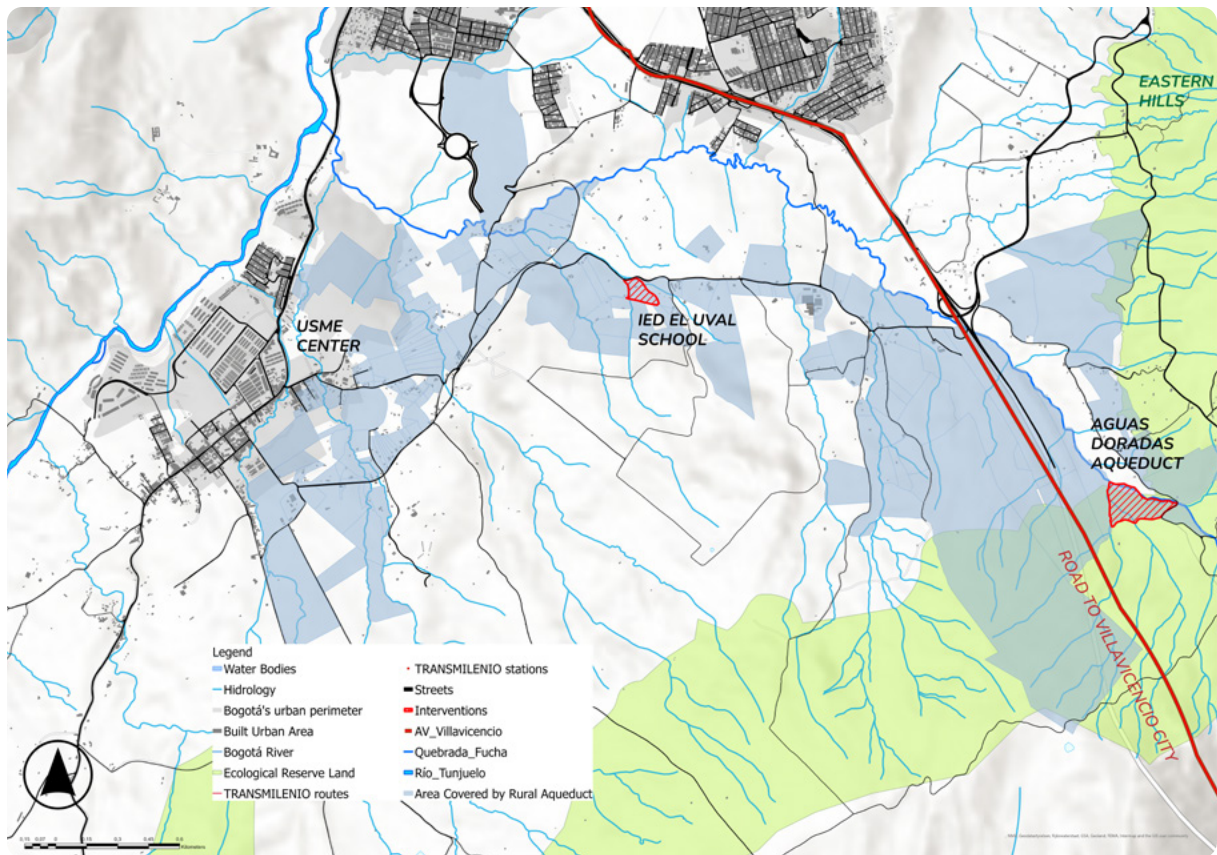 EASTERN
HILLS
USME
CENTER
IED EL UVAL
SCHOOL
AGUAS
DORADAS
AQUEDUCT
ROAD TO VILLAVICENCIO CITY
Legend
Water Bodies
Hidrology
Bogotá's urban perimeter
Built Urban Area
Bogotá River
Ecological Reserve Land
TRANSMILENIO routes
TRANSMILENIO stations
Streets
Interventions
AV_Villavicencio
Quebrada_Fucha
Río_Tunjuelo
Area Covered by Rural Aqueduct
Kilometers